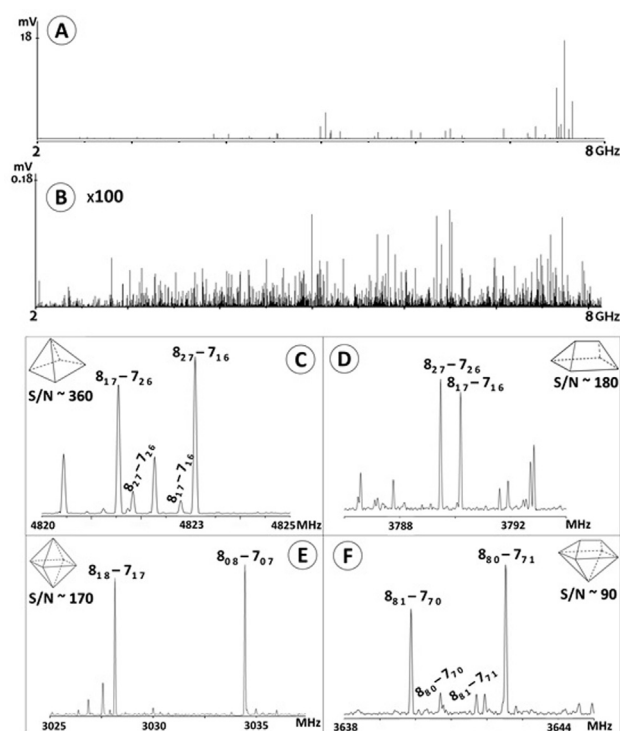 mV
18
A
2
8 GHz
mV
0.18
B x100
2
8 GHz
S/N ~ 360
8₁₇−7₂₆
8₂₇−7₂₆
8₁₇−7₁₆
8₂₇−7₁₆
C
4820 4823 4825 MHz
D
S/N ~ 180
8₂₇−7₂₆
8₁₇−7₁₆
3788 3792 MHz
E
S/N ~ 170
8₁₈−7₁₇
8₀₈−7₀₇
3025 3030 3035 MHz
F
S/N ~ 90
8₈₁−7₇₀
8₈₀−7₇₀
8₈₁−7₇₁
8₈₀−7₇₁
3638 3644 MHz